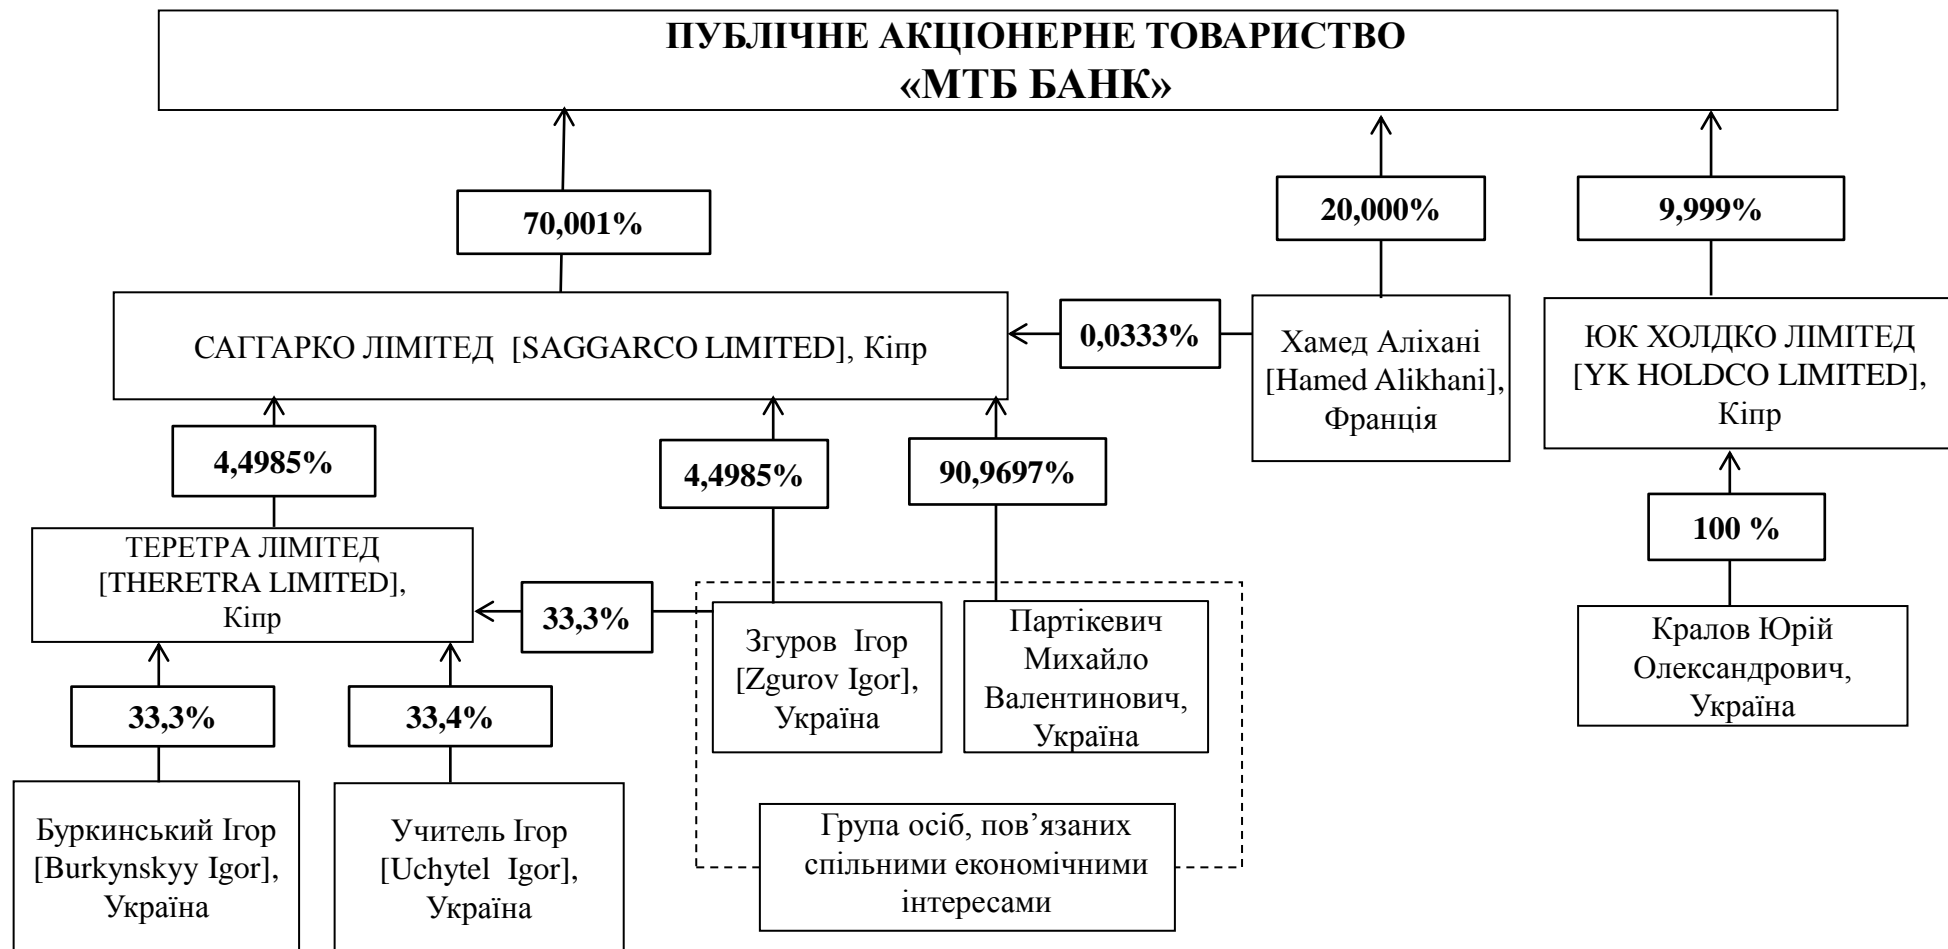 ПУБЛІЧНЕ АКЦІОНЕРНЕ ТОВАРИСТВО
«МТБ БАНК»
70,001%
20,000%
9,999%
САГГАРКО ЛІМІТЕД [SAGGARCO LIMITED], Кіпр
0,0333%
Хамед Аліхані
[Hamed Alikhani],
Франція
ЮК ХОЛДКО ЛІМІТЕД
[YK HOLDCO LIMITED],
Кіпр
4,4985%
4,4985%
90,9697%
100 %
ТЕРЕТРА ЛІМІТЕД
[THERETRA LIMITED],
Кіпр
33,3%
Згуров Ігор
[Zgurov Igor],
Україна
Партікевич
Михайло
Валентинович,
Україна
Кралов Юрій
Олександрович,
Україна
33,3%
33,4%
Буркинський Ігор
[Burkynskyy Igor],
Україна
Учитель Ігор
[Uchytel Igor],
Україна
Група осіб, пов’язаних
спільними економічними
інтересами